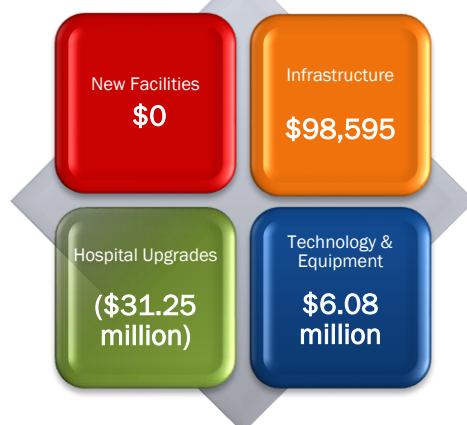 New Facilities
$0
Infrastructure
$98,595
Hospital Upgrades
($31.25
million)
Technology &
Equipment
$6.08
million